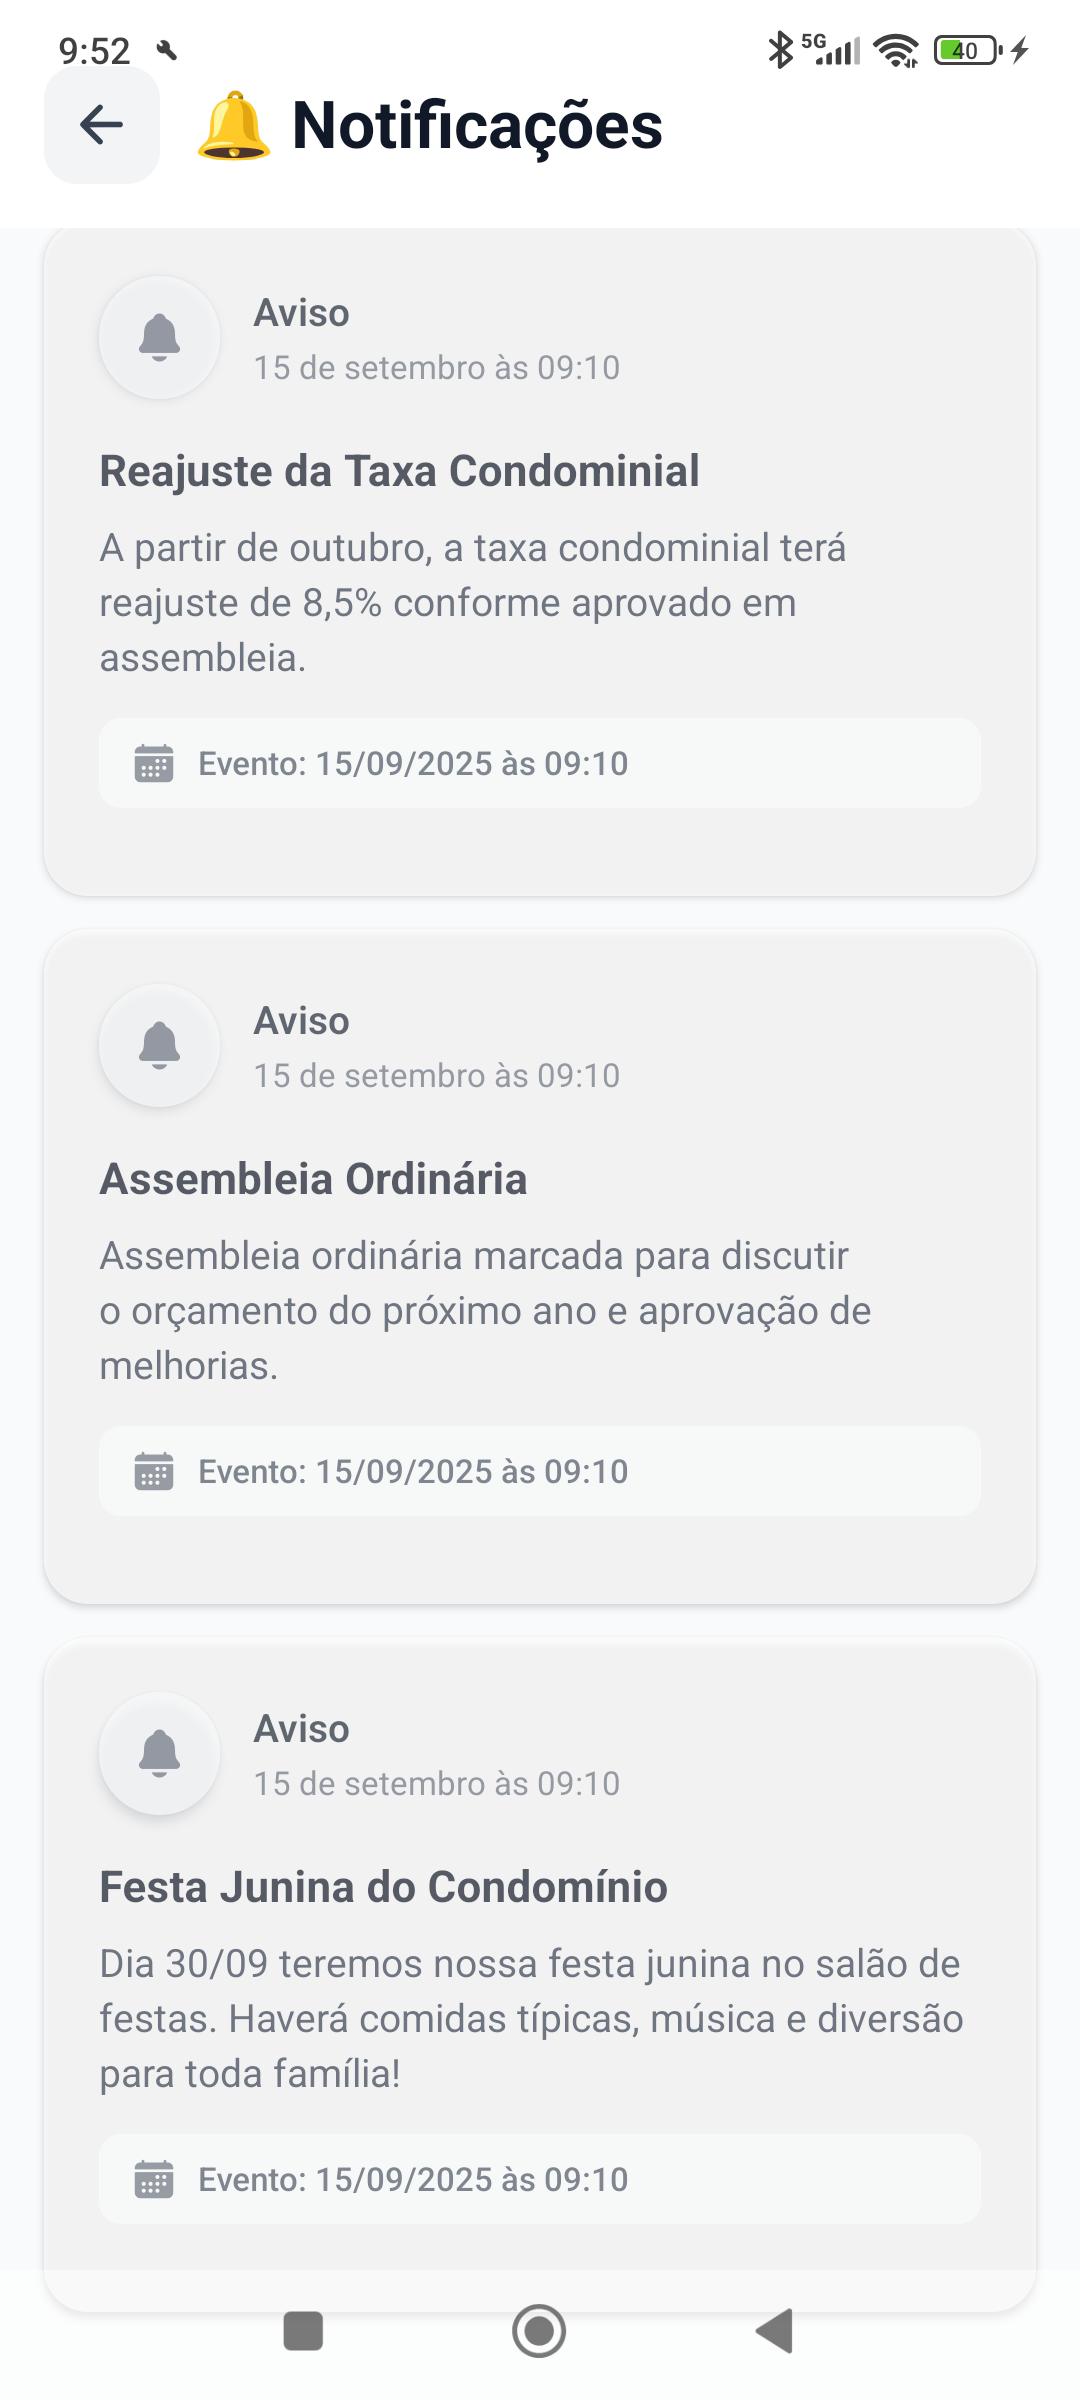 9:52
5G
40
Notificações
Aviso
15 de setembro às 09:10
Reajuste da Taxa Condominial
A partir de outubro, a taxa condominial terá
reajuste de 8,5% conforme aprovado em
assembleia.
Evento: 15/09/2025 às 09:10
Aviso
15 de setembro às 09:10
Assembleia Ordinária
Assembleia ordinária marcada para discutir
o orçamento do próximo ano e aprovação de
melhorias.
Evento: 15/09/2025 às 09:10
Aviso
15 de setembro às 09:10
Festa Junina do Condomínio
Dia 30/09 teremos nossa festa junina no salão de
festas. Haverá comidas típicas, música e diversão
para toda família!
Evento: 15/09/2025 às 09:10